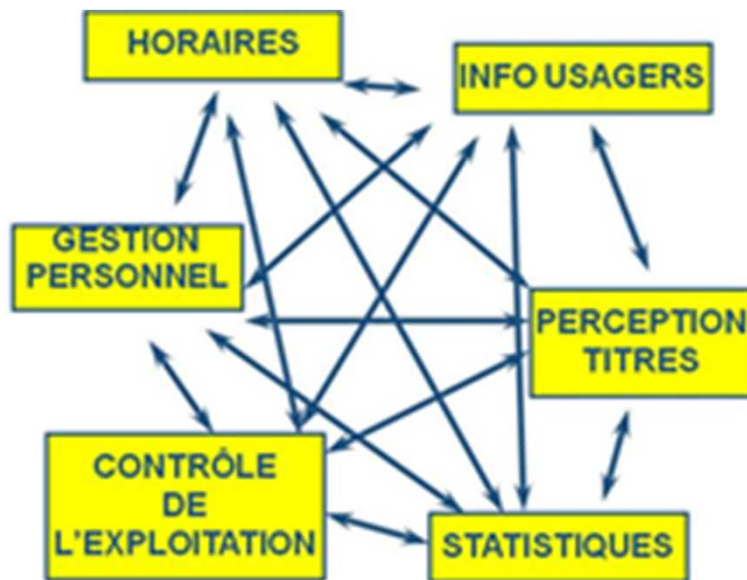 HORAIRES
INFO USAGERS
GESTION
PERSONNEL
PERCEPTION
TITRES
CONTRÔLE
DE
L'EXPLOITATION
STATISTIQUES